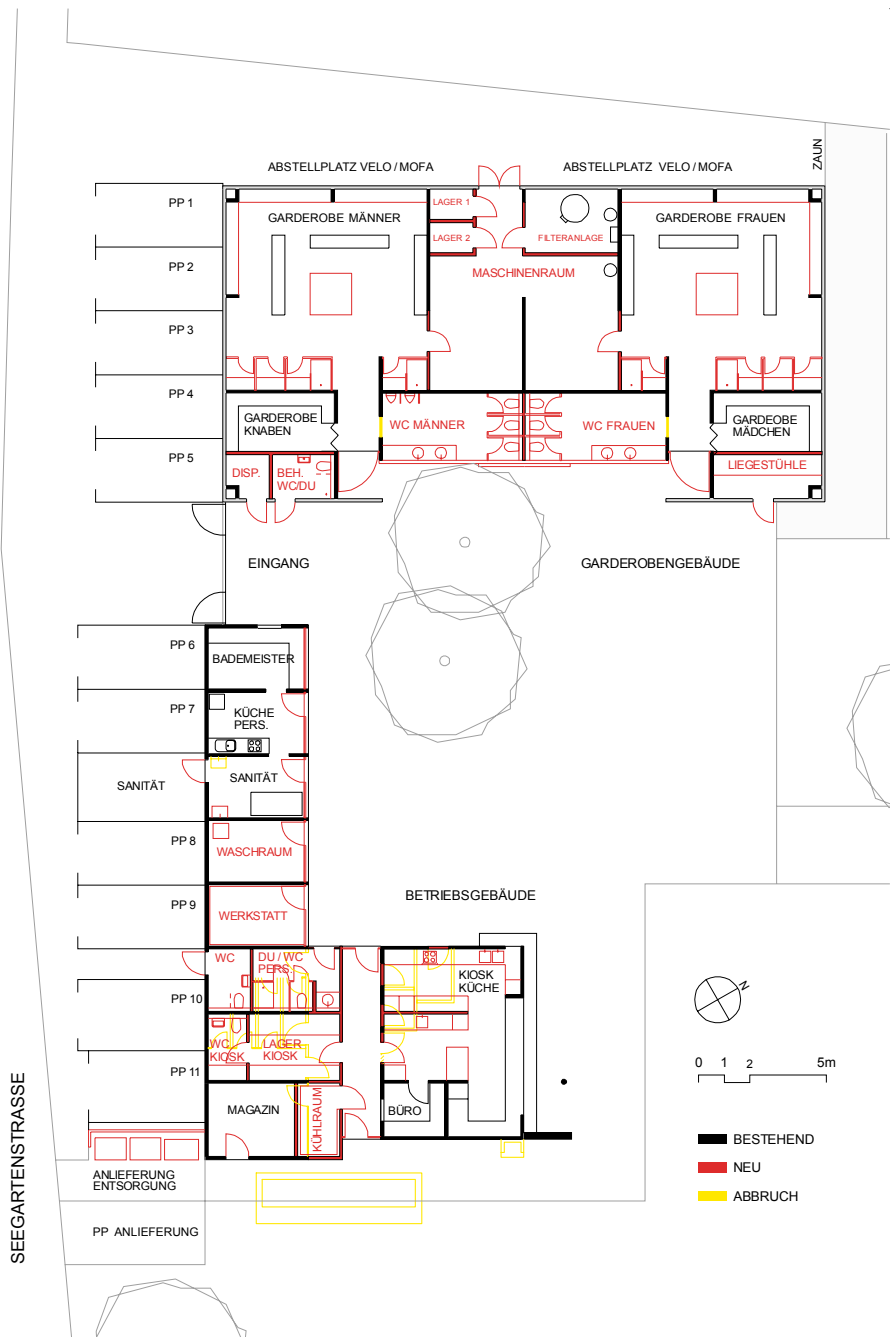 ZAUN
ABSTELLPLATZ VELO / MOFA
ABSTELLPLATZ VELO / MOFA
PP 1
LAGER 1
GARDEROBE MÄNNER
GARDEROBE FRAUEN
LAGER 2
FILTERANLAGE
PP 2
MASCHINENRAUM
PP 3
PP 4
GARDEROBE
KNABEN
WC MÄNNER
WC FRAUEN
GARDEOBE
MÄDCHEN
PP 5
DISP.
BEH.
WC/DU
LIEGESTÜHLE
EINGANG
GARDEROBENGEBÄUDE
PP 6
BADEMEISTER
PP 7
KÜCHE
PERS.
SANITÄT
SANITÄT
PP 8
WASCHRAUM
BETRIEBSGEBÄUDE
PP 9
WERKSTATT
WC
DU / WC
PERS.
KIOSK
KÜCHE
N
PP 10
WC
KIOSK
LAGER
KIOSK
PP 11
0 1 2 5m
MAGAZIN
KÜHLRAUM
BÜRO
BESTEHEND
NEU
ABBRUCH
ANLIEFERUNG
ENTSORGUNG
PP ANLIEFERUNG
SEEGARTENSTRASSE